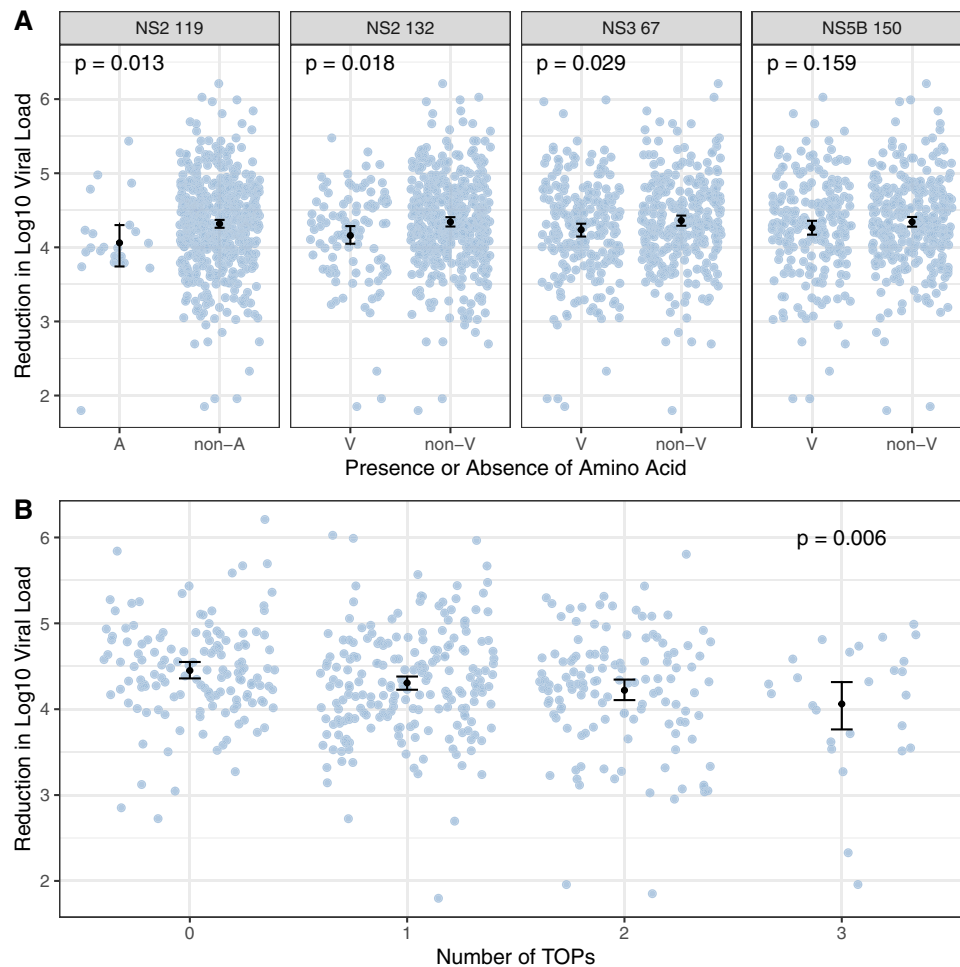 A
NS2 119
NS2 132
NS3 67
NS5B 150
p = 0.013
p = 0.018
p = 0.029
p = 0.159
Reduction in Log10 Viral Load
6
5
4
3
2
A
non−A
V
non−V
V
non−V
V
non−V
Presence or Absence of Amino Acid
B
p = 0.006
Reduction in Log10 Viral Load
6
5
4
3
2
0
1
2
3
Number of TOPs